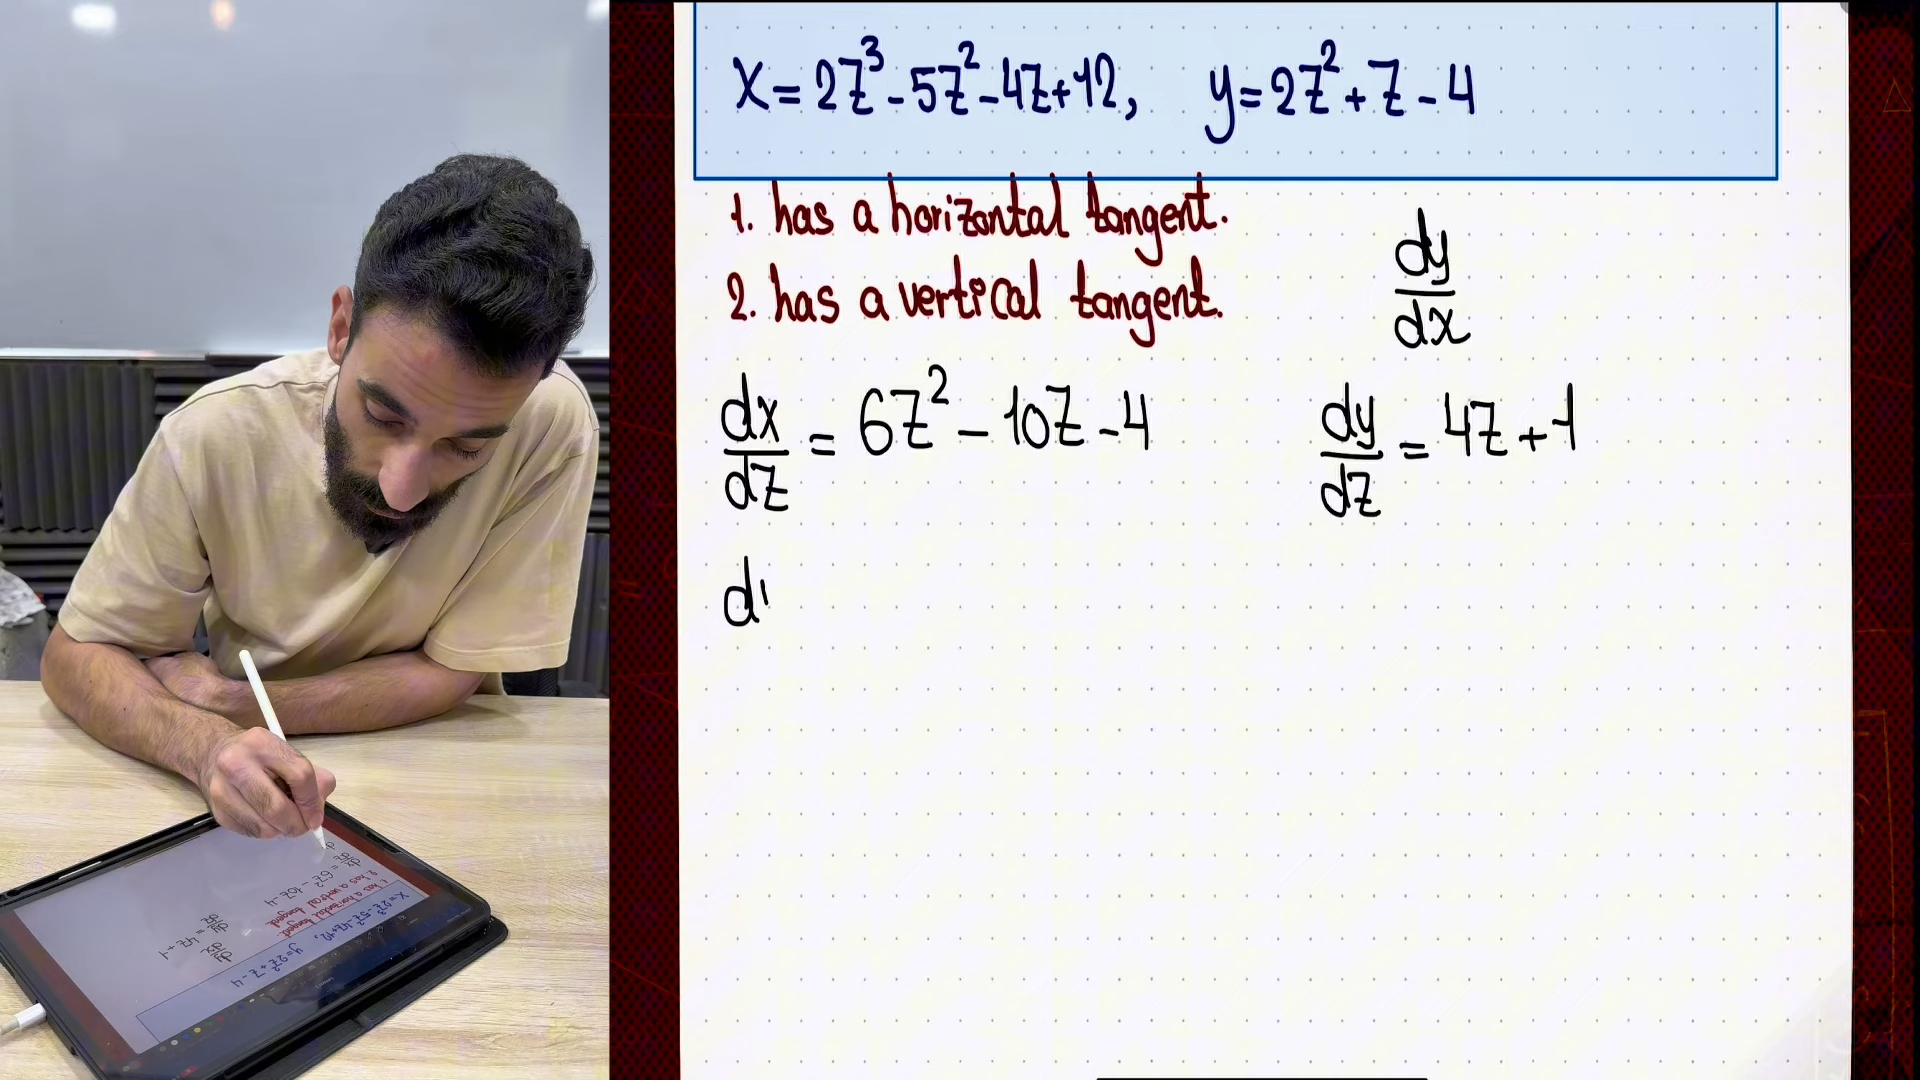 x = 2z³ - 5z² - 4z + 12, y = 2z² + z - 4
1. has a horizontal tangent.
2. has a vertical tangent.
dy/dx
dx/dz = 6z² - 10z - 4 dy/dz = 4z + 1
d